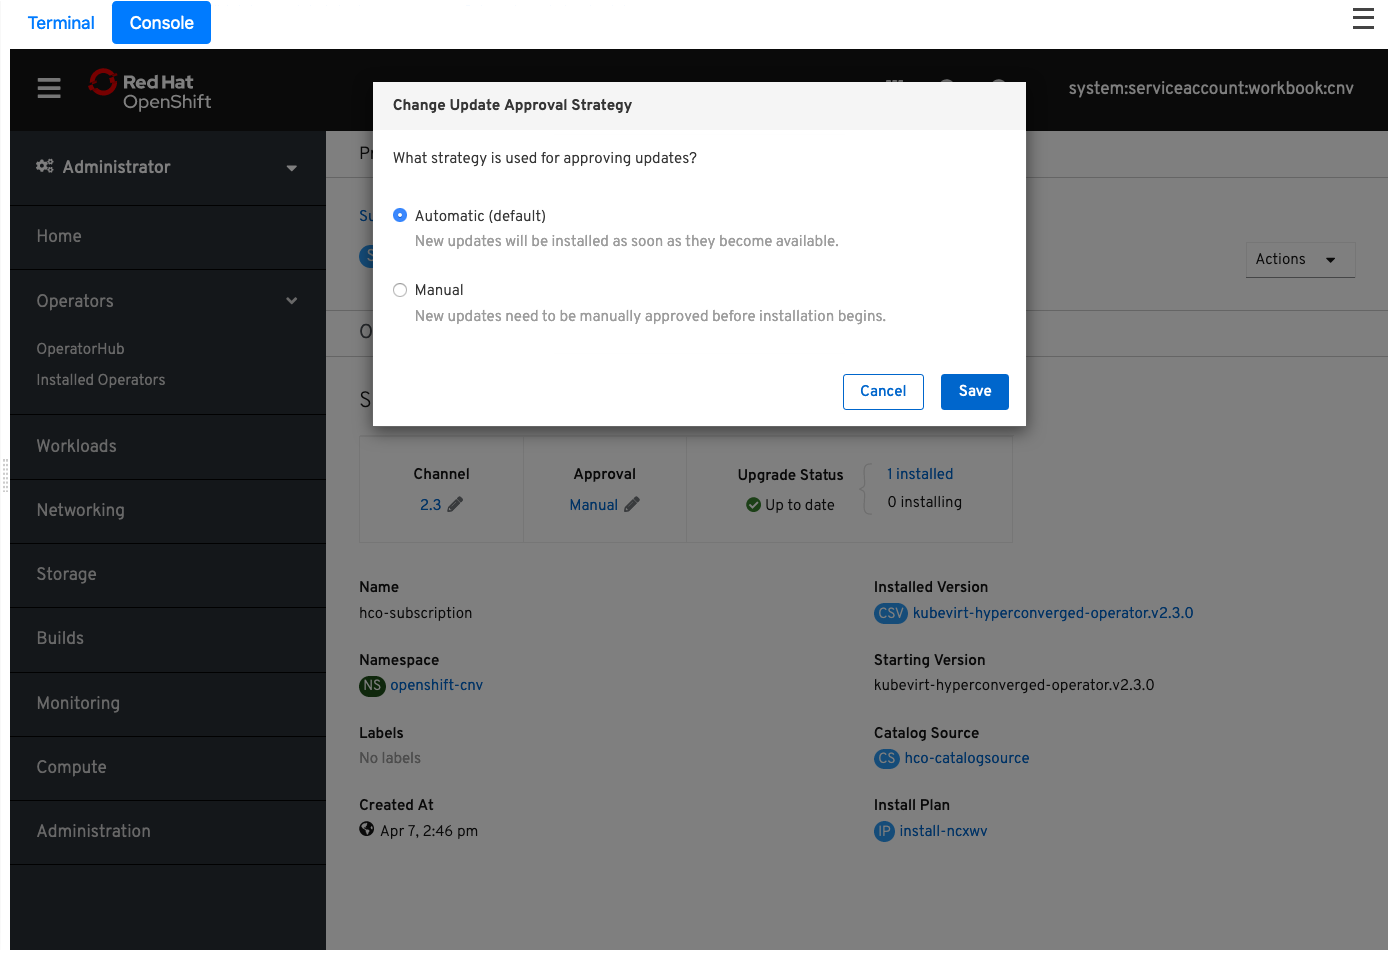 Terminal
Console
Red Hat
OpenShift
system:serviceaccount:workbook:cnv
Change Update Approval Strategy
What strategy is used for approving updates?
Automatic (default)
New updates will be installed as soon as they become available.
Manual
New updates need to be manually approved before installation begins.
Cancel
Save
Administrator
Home
Operators
OperatorHub
Installed Operators
Workloads
Networking
Storage
Builds
Monitoring
Compute
Administration
Actions
Channel
2.3
Approval
Manual
Upgrade Status
Up to date
1 installed
0 installing
Name
hco-subscription
Namespace
NS openshift-cnv
Labels
No labels
Created At
Apr 7, 2:46 pm
Installed Version
CSV kubevirt-hyperconverged-operator.v2.3.0
Starting Version
kubevirt-hyperconverged-operator.v2.3.0
Catalog Source
CS hco-catalogsource
Install Plan
IP install-ncxwv